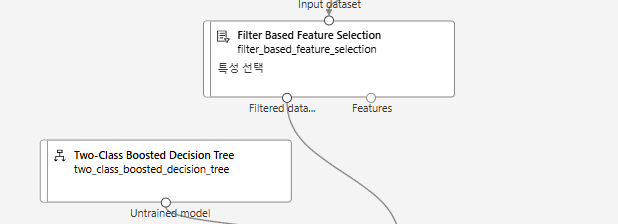 Input dataset
Filter Based Feature Selection
filter_based_feature_selection
특성 선택
Filtered data...
Features
Two-Class Boosted Decision Tree
two_class_boosted_decision_tree
Untrained model